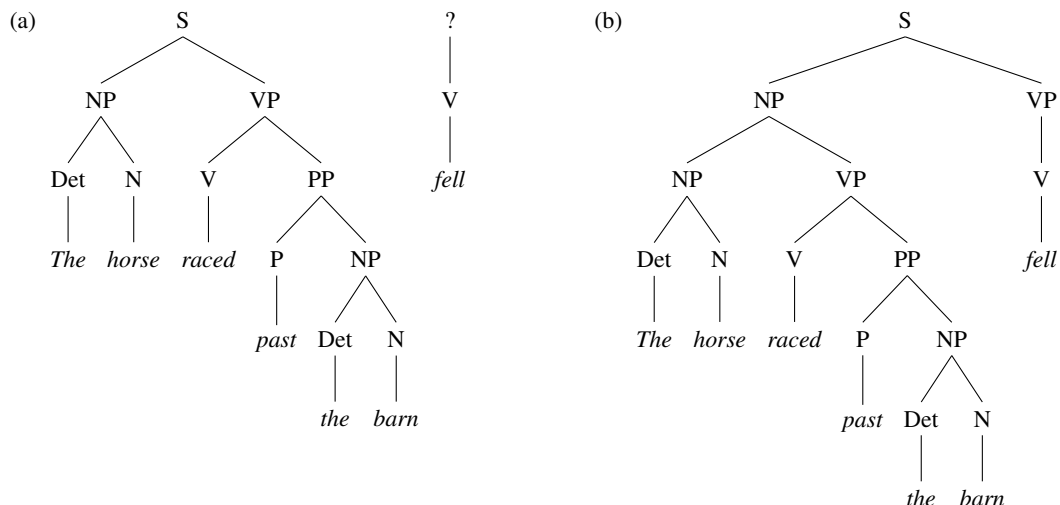 (a) S ? (b) S
NP VP V NP VP
Det N V PP fell NP VP V
The horse raced P NP Det N V PP fell
past Det N The horse raced P NP
the barn past Det N
the barn